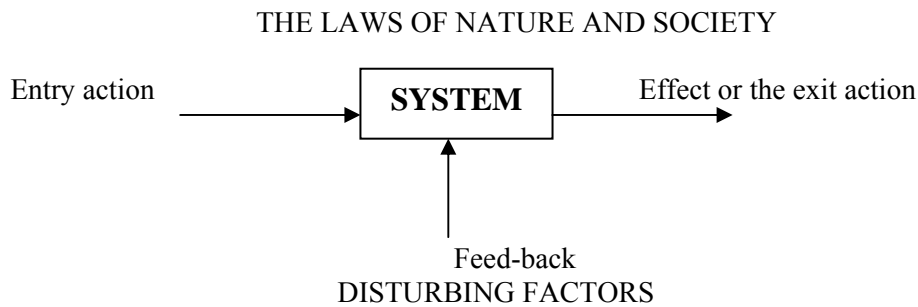 THE LAWS OF NATURE AND SOCIETY
Entry action
SYSTEM
Effect or the exit action
Feed-back
DISTURBING FACTORS